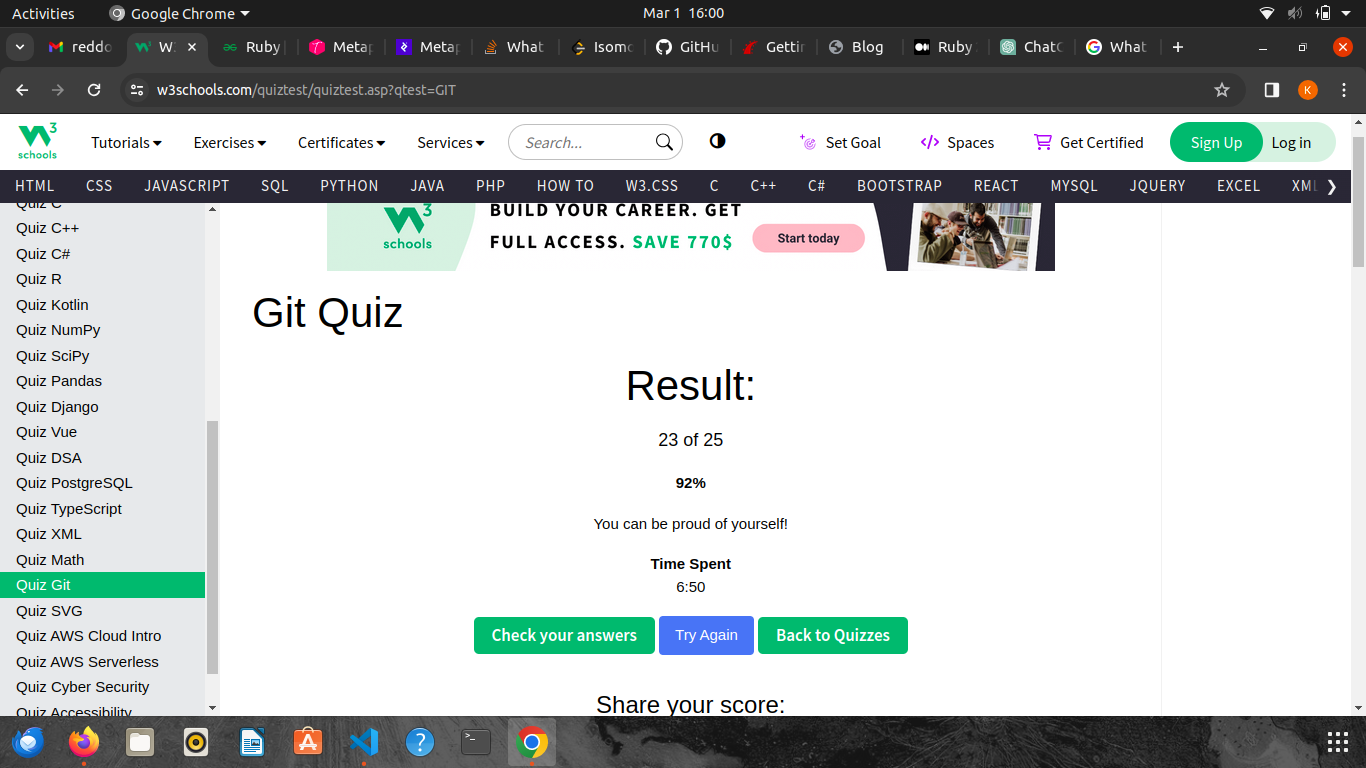 Activities Google Chrome Mar 1 16:00
reddo W Ruby Metap Metap What Isomo GitHu Gettin Blog Ruby ChatG What
w3schools.com/quiztest/quiztest.asp?qtest=GIT K
3
schools Tutorials Exercises Certificates Services Search... Set Goal Spaces Get Certified Sign Up Log in
HTML CSS JAVASCRIPT SQL PYTHON JAVA PHP HOW TO W3.CSS C C++ C# BOOTSTRAP REACT MYSQL JQUERY EXCEL XML
Quiz C
Quiz C++
Quiz C#
Quiz R
Quiz Kotlin
Quiz NumPy
Quiz SciPy
Quiz Pandas
Quiz Django
Quiz Vue
Quiz DSA
Quiz PostgreSQL
Quiz TypeScript
Quiz XML
Quiz Math
Quiz Git
Quiz SVG
Quiz AWS Cloud Intro
Quiz AWS Serverless
Quiz Cyber Security
Quiz Accessibility
3
schools
BUILD YOUR CAREER. GET
FULL ACCESS. SAVE 770$
Start today
Git Quiz
Result:
23 of 25
92%
You can be proud of yourself!
Time Spent
6:50
Check your answers Try Again Back to Quizzes
Share your score: